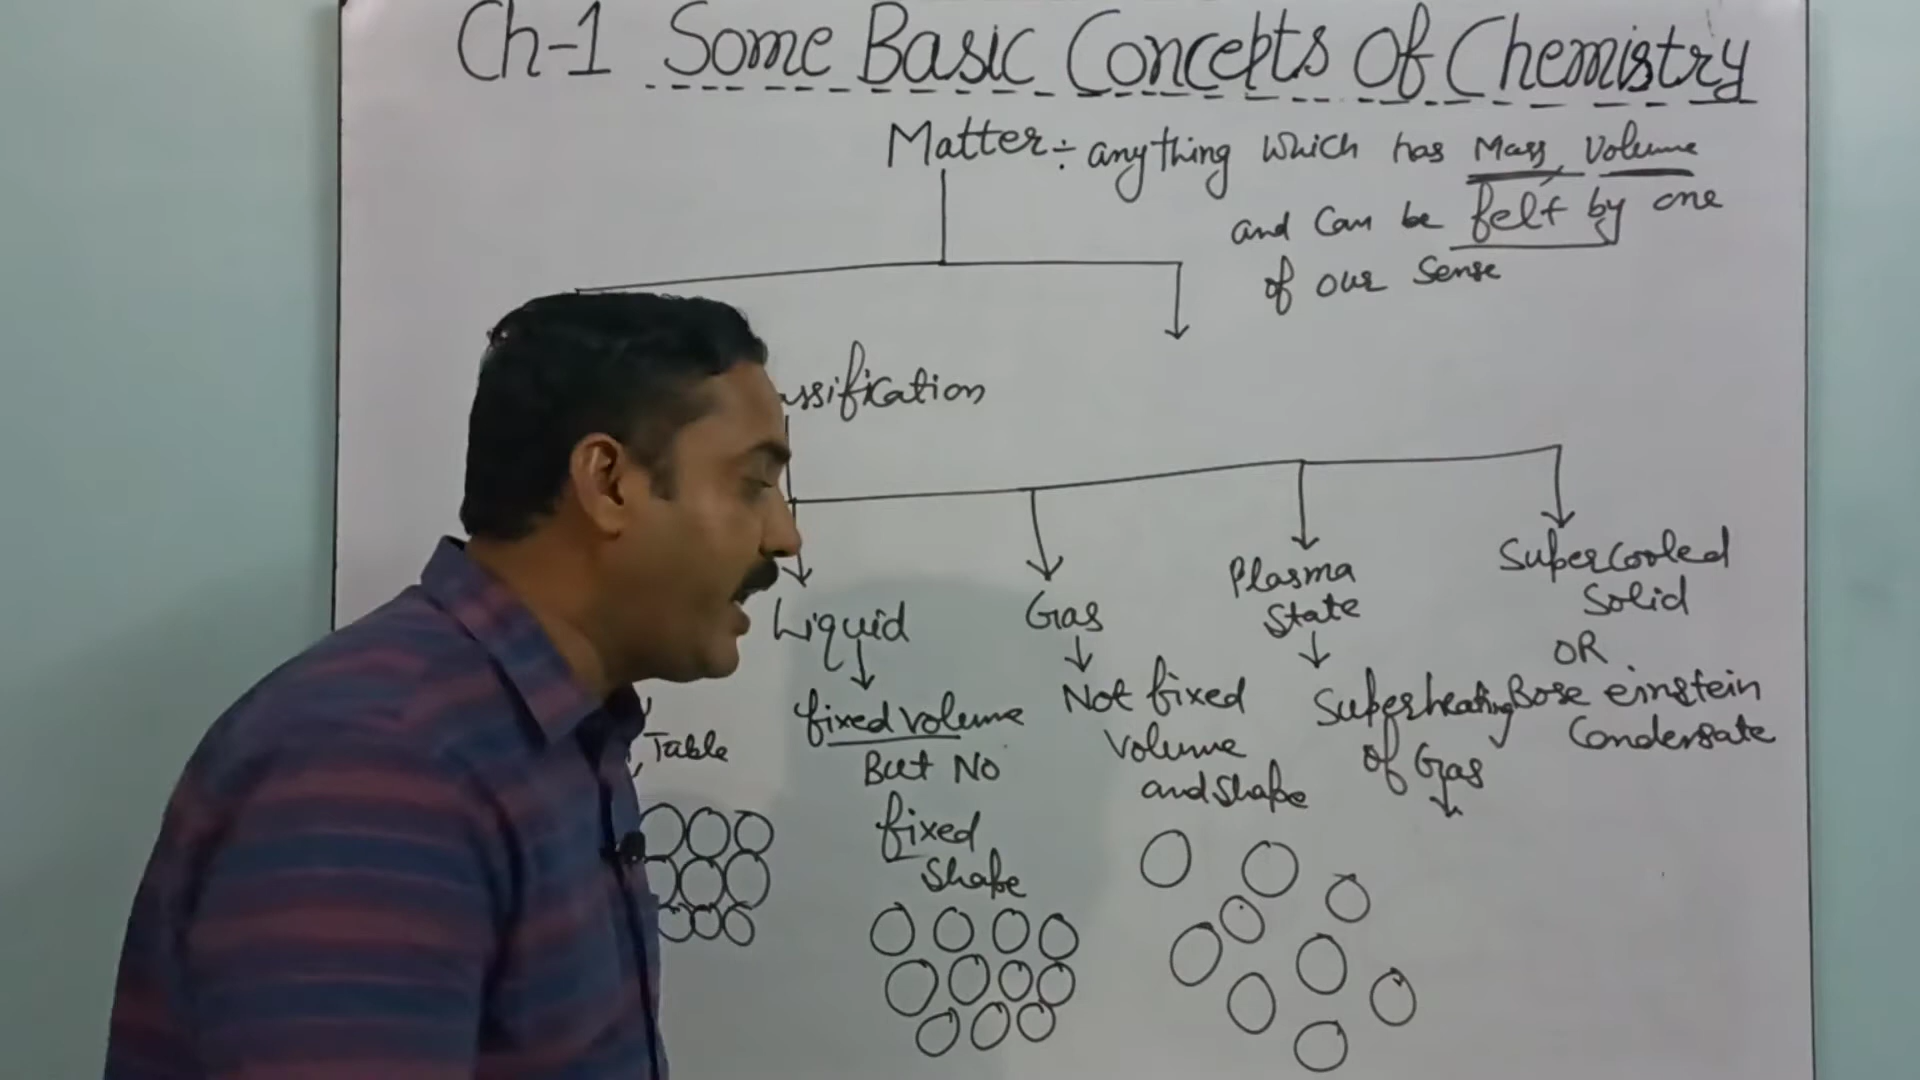 Ch-1 Some Basic Concepts Of Chemistry
Matter:- anything which has Mass, Volume
and can be felt by one
of our sense
assification
Liquid
fixed volume
But No
fixed
shape
Gas
Not fixed
volume
and shape
Plasma
state
Superheating
of Gas
Supercooled
solid
OR
Bose einstein
Condensate
, Table